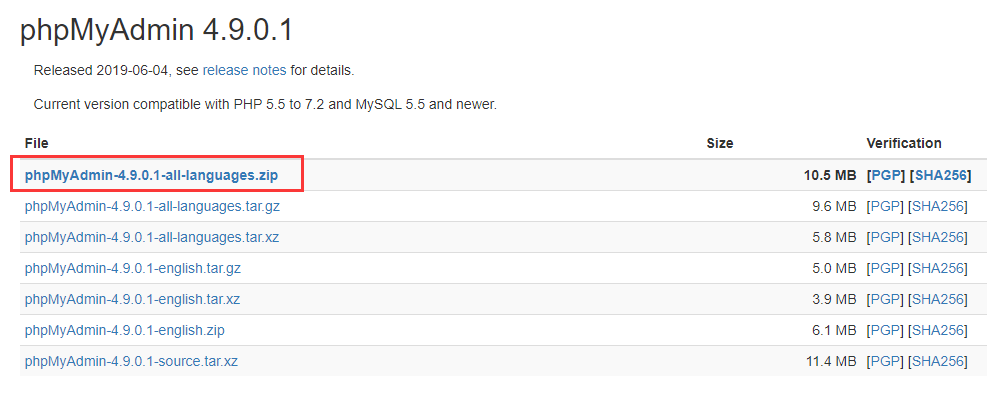 phpMyAdmin 4.9.0.1
Released 2019-06-04, see release notes for details.
Current version compatible with PHP 5.5 to 7.2 and MySQL 5.5 and newer.
File Size Verification
phpMyAdmin-4.9.0.1-all-languages.zip 10.5 MB [PGP] [SHA256]
phpMyAdmin-4.9.0.1-all-languages.tar.gz 9.6 MB [PGP] [SHA256]
phpMyAdmin-4.9.0.1-all-languages.tar.xz 5.8 MB [PGP] [SHA256]
phpMyAdmin-4.9.0.1-english.tar.gz 5.0 MB [PGP] [SHA256]
phpMyAdmin-4.9.0.1-english.tar.xz 3.9 MB [PGP] [SHA256]
phpMyAdmin-4.9.0.1-english.zip 6.1 MB [PGP] [SHA256]
phpMyAdmin-4.9.0.1-source.tar.xz 11.4 MB [PGP] [SHA256]